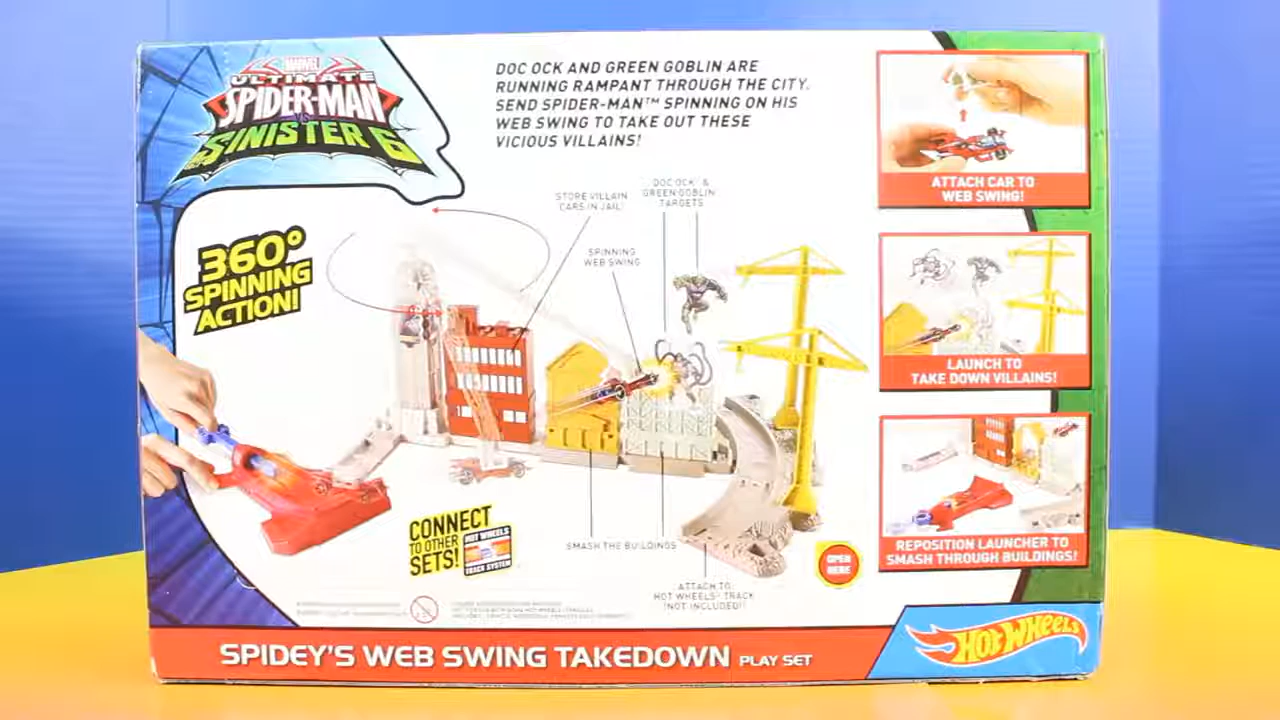 MARVEL
ULTIMATE
SPIDER-MAN
VS
SINISTER 6
DOC OCK AND GREEN GOBLIN ARE
RUNNING RAMPANT THROUGH THE CITY.
SEND SPIDER-MAN™ SPINNING ON HIS
WEB SWING TO TAKE OUT THESE
VICIOUS VILLAINS!
ATTACH CAR TO
WEB SWING!
360°
SPINNING
ACTION!
STORE VILLAIN
CARS IN JAIL!
DOC OCK &
GREEN GOBLIN
TARGETS
SPINNING
WEB SWING
LAUNCH TO
TAKE DOWN VILLAINS!
CONNECT
TO OTHER
SETS!
HOT WHEELS
TRACK SYSTEM
SMASH THE BUILDINGS
ATTACH TO
HOT WHEELS® TRACK
(NOT INCLUDED)!
OPEN
HERE
REPOSITION LAUNCHER TO
SMASH THROUGH BUILDINGS!
SPIDEY'S WEB SWING TAKEDOWN PLAY SET
HOT WHEELS